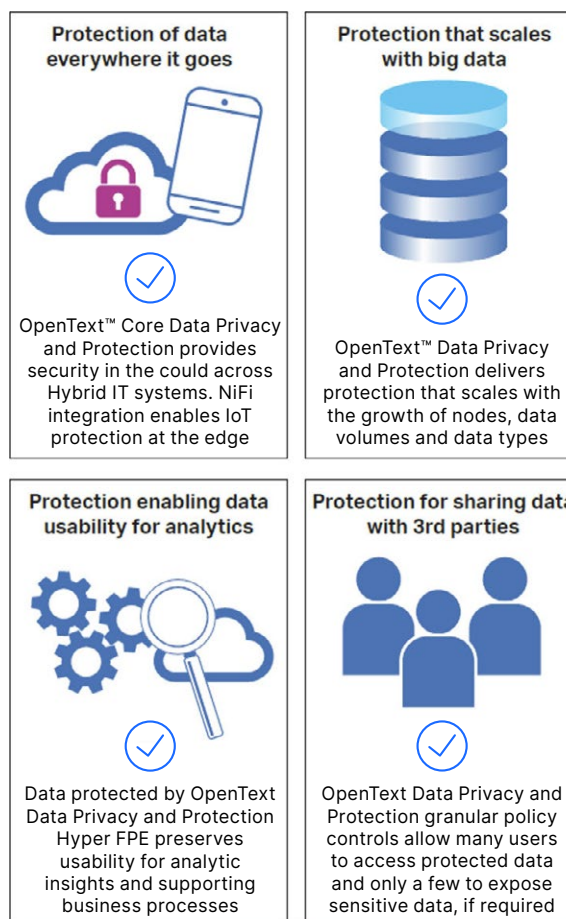 Protection of data
everywhere it goes
OpenText™ Core Data Privacy
and Protection provides
security in the could across
Hybrid IT systems. NiFi
integration enables IoT
protection at the edge
Protection that scales
with big data
OpenText™ Data Privacy
and Protection delivers
protection that scales with
the growth of nodes, data
volumes and data types
Protection enabling data
usability for analytics
Data protected by OpenText
Data Privacy and Protection
Hyper FPE preserves
usability for analytic
insights and supporting
business processes
Protection for sharing data
with 3rd parties
OpenText Data Privacy and
Protection granular policy
controls allow many users
to access protected data
and only a few to expose
sensitive data, if required